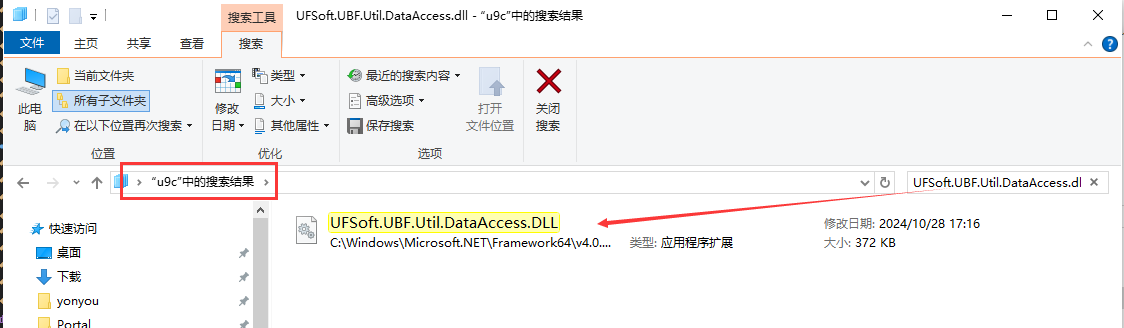 UFSoft.UBF.Util.DataAccess.dll - “u9c”中的搜索结果
搜索工具
文件 主页 共享 查看 搜索
此电脑
当前文件夹
所有子文件夹
在以下位置再次搜索
位置
修改日期
类型
大小
其他属性
优化
最近的搜索内容
高级选项
保存搜索
打开文件位置
选项
关闭搜索
“u9c”中的搜索结果
UFSoft.UBF.Util.DataAccess.dl
快速访问
桌面
下载
yonyou
Portal
UFSoft.UBF.Util.DataAccess.DLL
修改日期: 2024/10/28 17:16
C:\Windows\Microsoft.NET\Framework64\v4.0....
类型: 应用程序扩展
大小: 372 KB